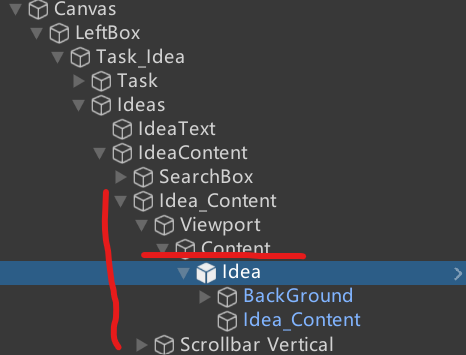 Canvas
LeftBox
Task_Idea
Task
Ideas
IdeaText
IdeaContent
SearchBox
Idea_Content
Viewport
Content
Idea
BackGround
Idea_Content
Scrollbar Vertical